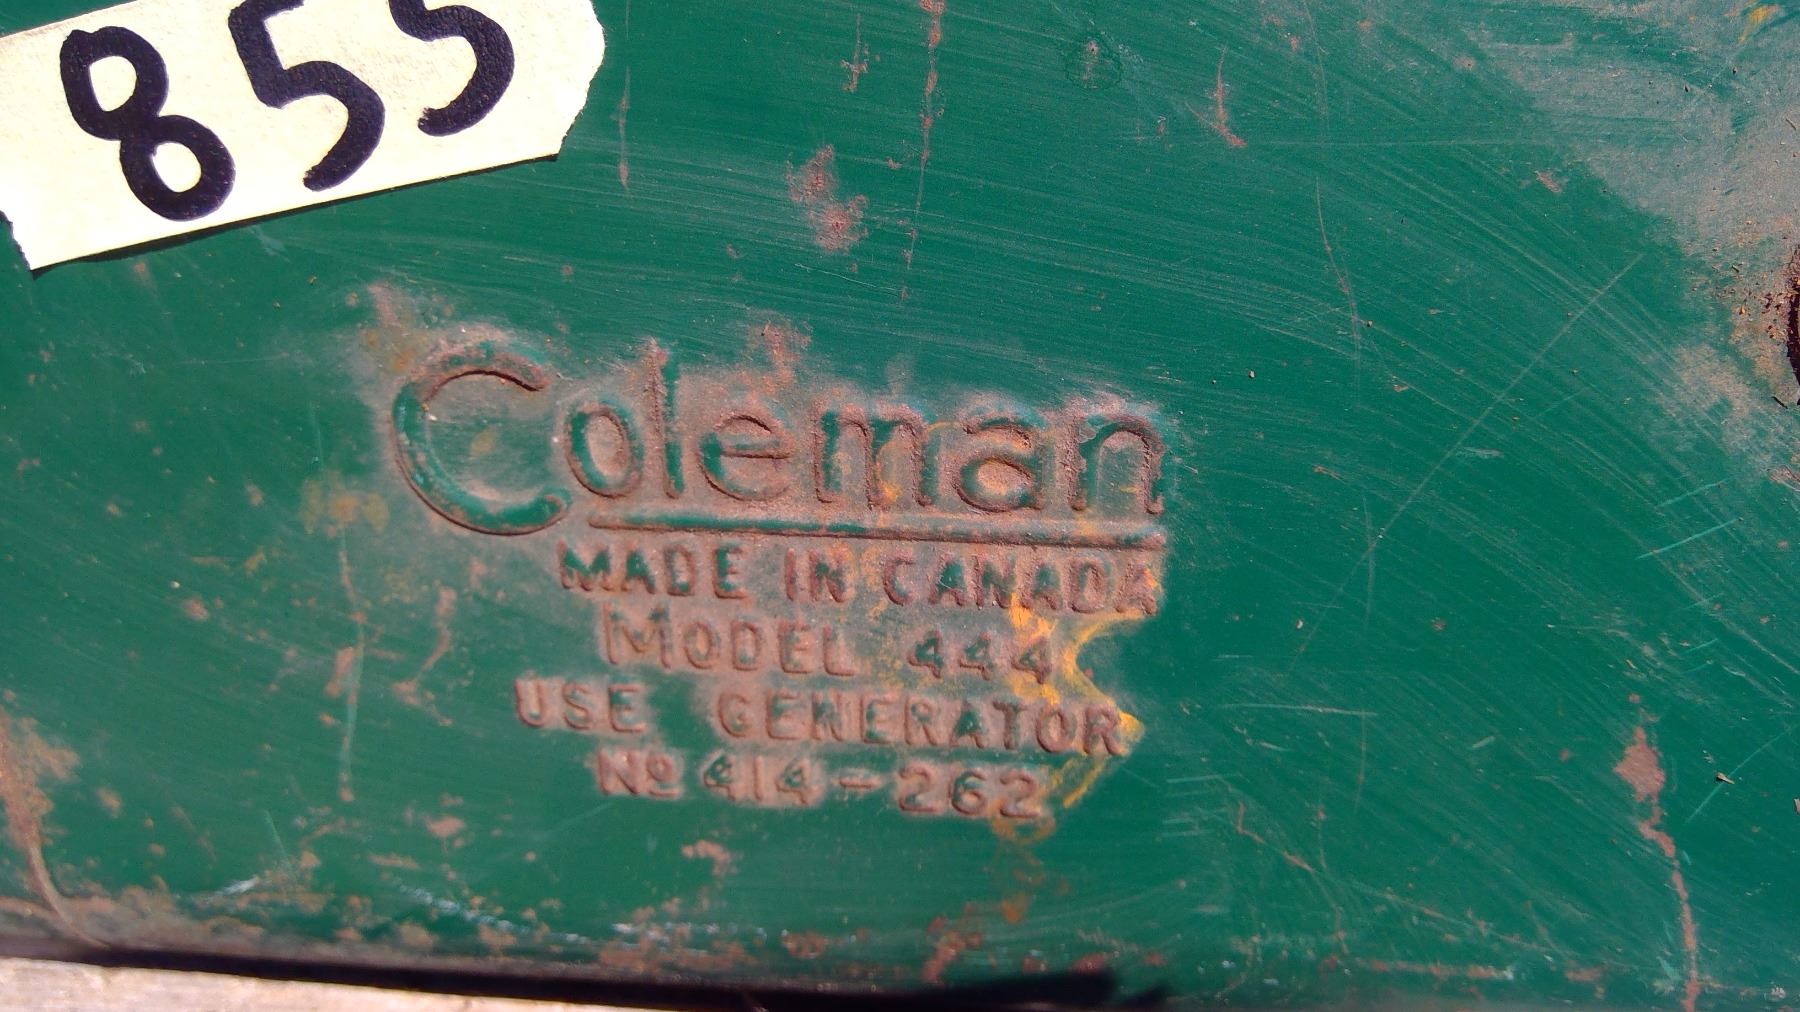 855
Coleman
MADE IN CANADA
MODEL 444
USE GENERATOR
Nº 414-262